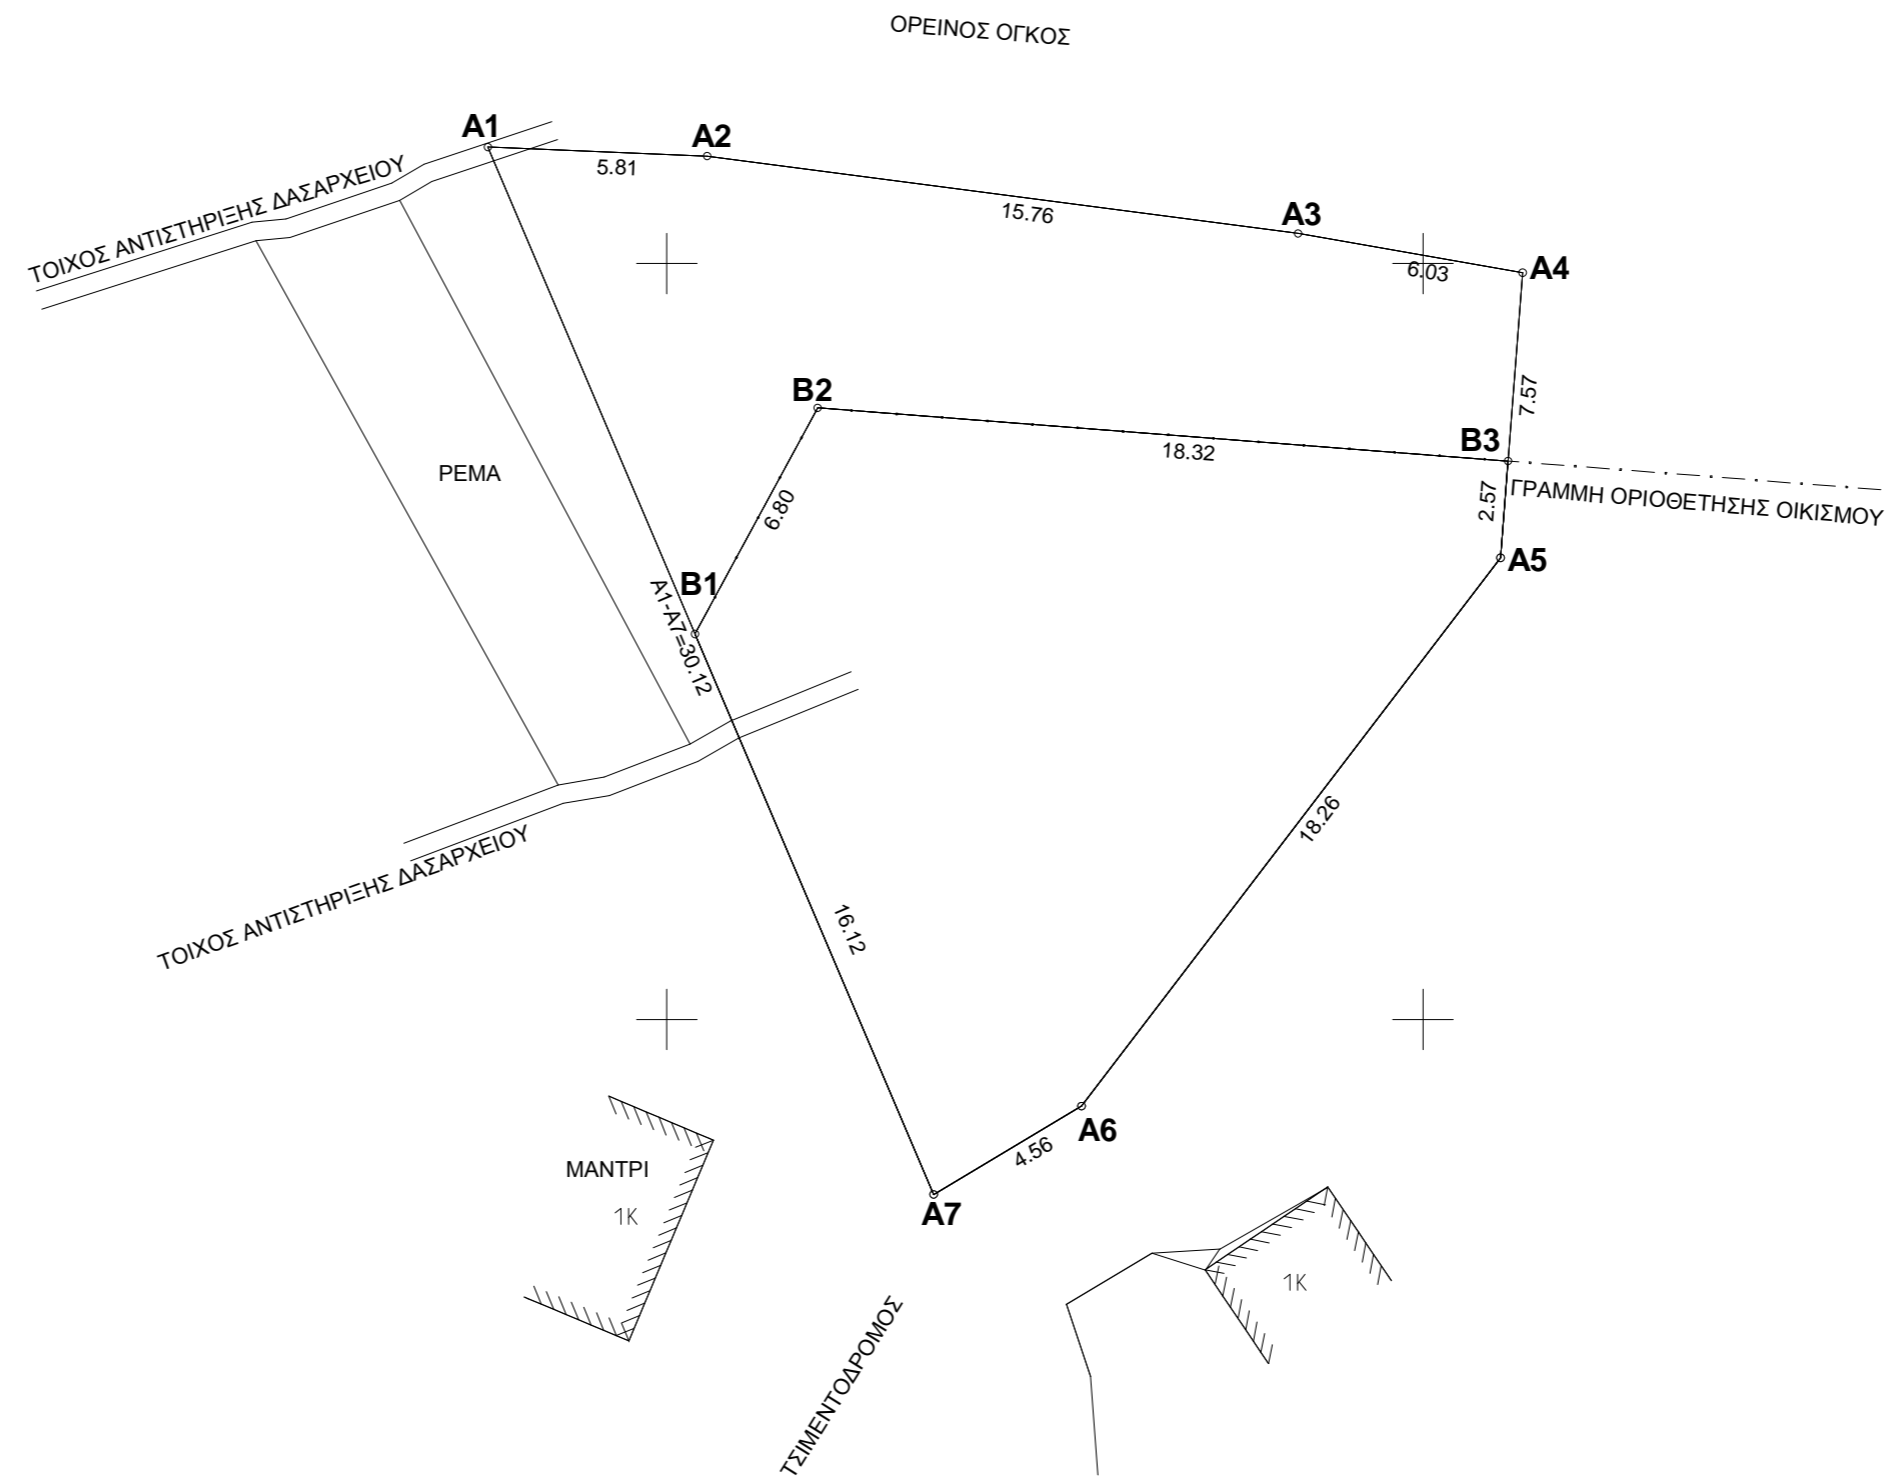 ΟΡΕΙΝΟΣ ΟΓΚΟΣ
A1
A2
5.81
ΤΟΙΧΟΣ ΑΝΤΙΣΤΗΡΙΞΗΣ ΔΑΣΑΡΧΕΙΟΥ
15.76
A3
6.03
A4
B2
7.57
B3
18.32
ΡΕΜΑ
6.80
2.57
ΓΡΑΜΜΗ ΟΡΙΟΘΕΤΗΣΗΣ ΟΙΚΙΣΜΟΥ
A5
B1
A1-A7=30.12
18.26
ΤΟΙΧΟΣ ΑΝΤΙΣΤΗΡΙΞΗΣ ΔΑΣΑΡΧΕΙΟΥ
16.12
A6
4.56
ΜΑΝΤΡΙ
1Κ
A7
1Κ
ΤΣΙΜΕΝΤΟΔΡΟΜΟΣ